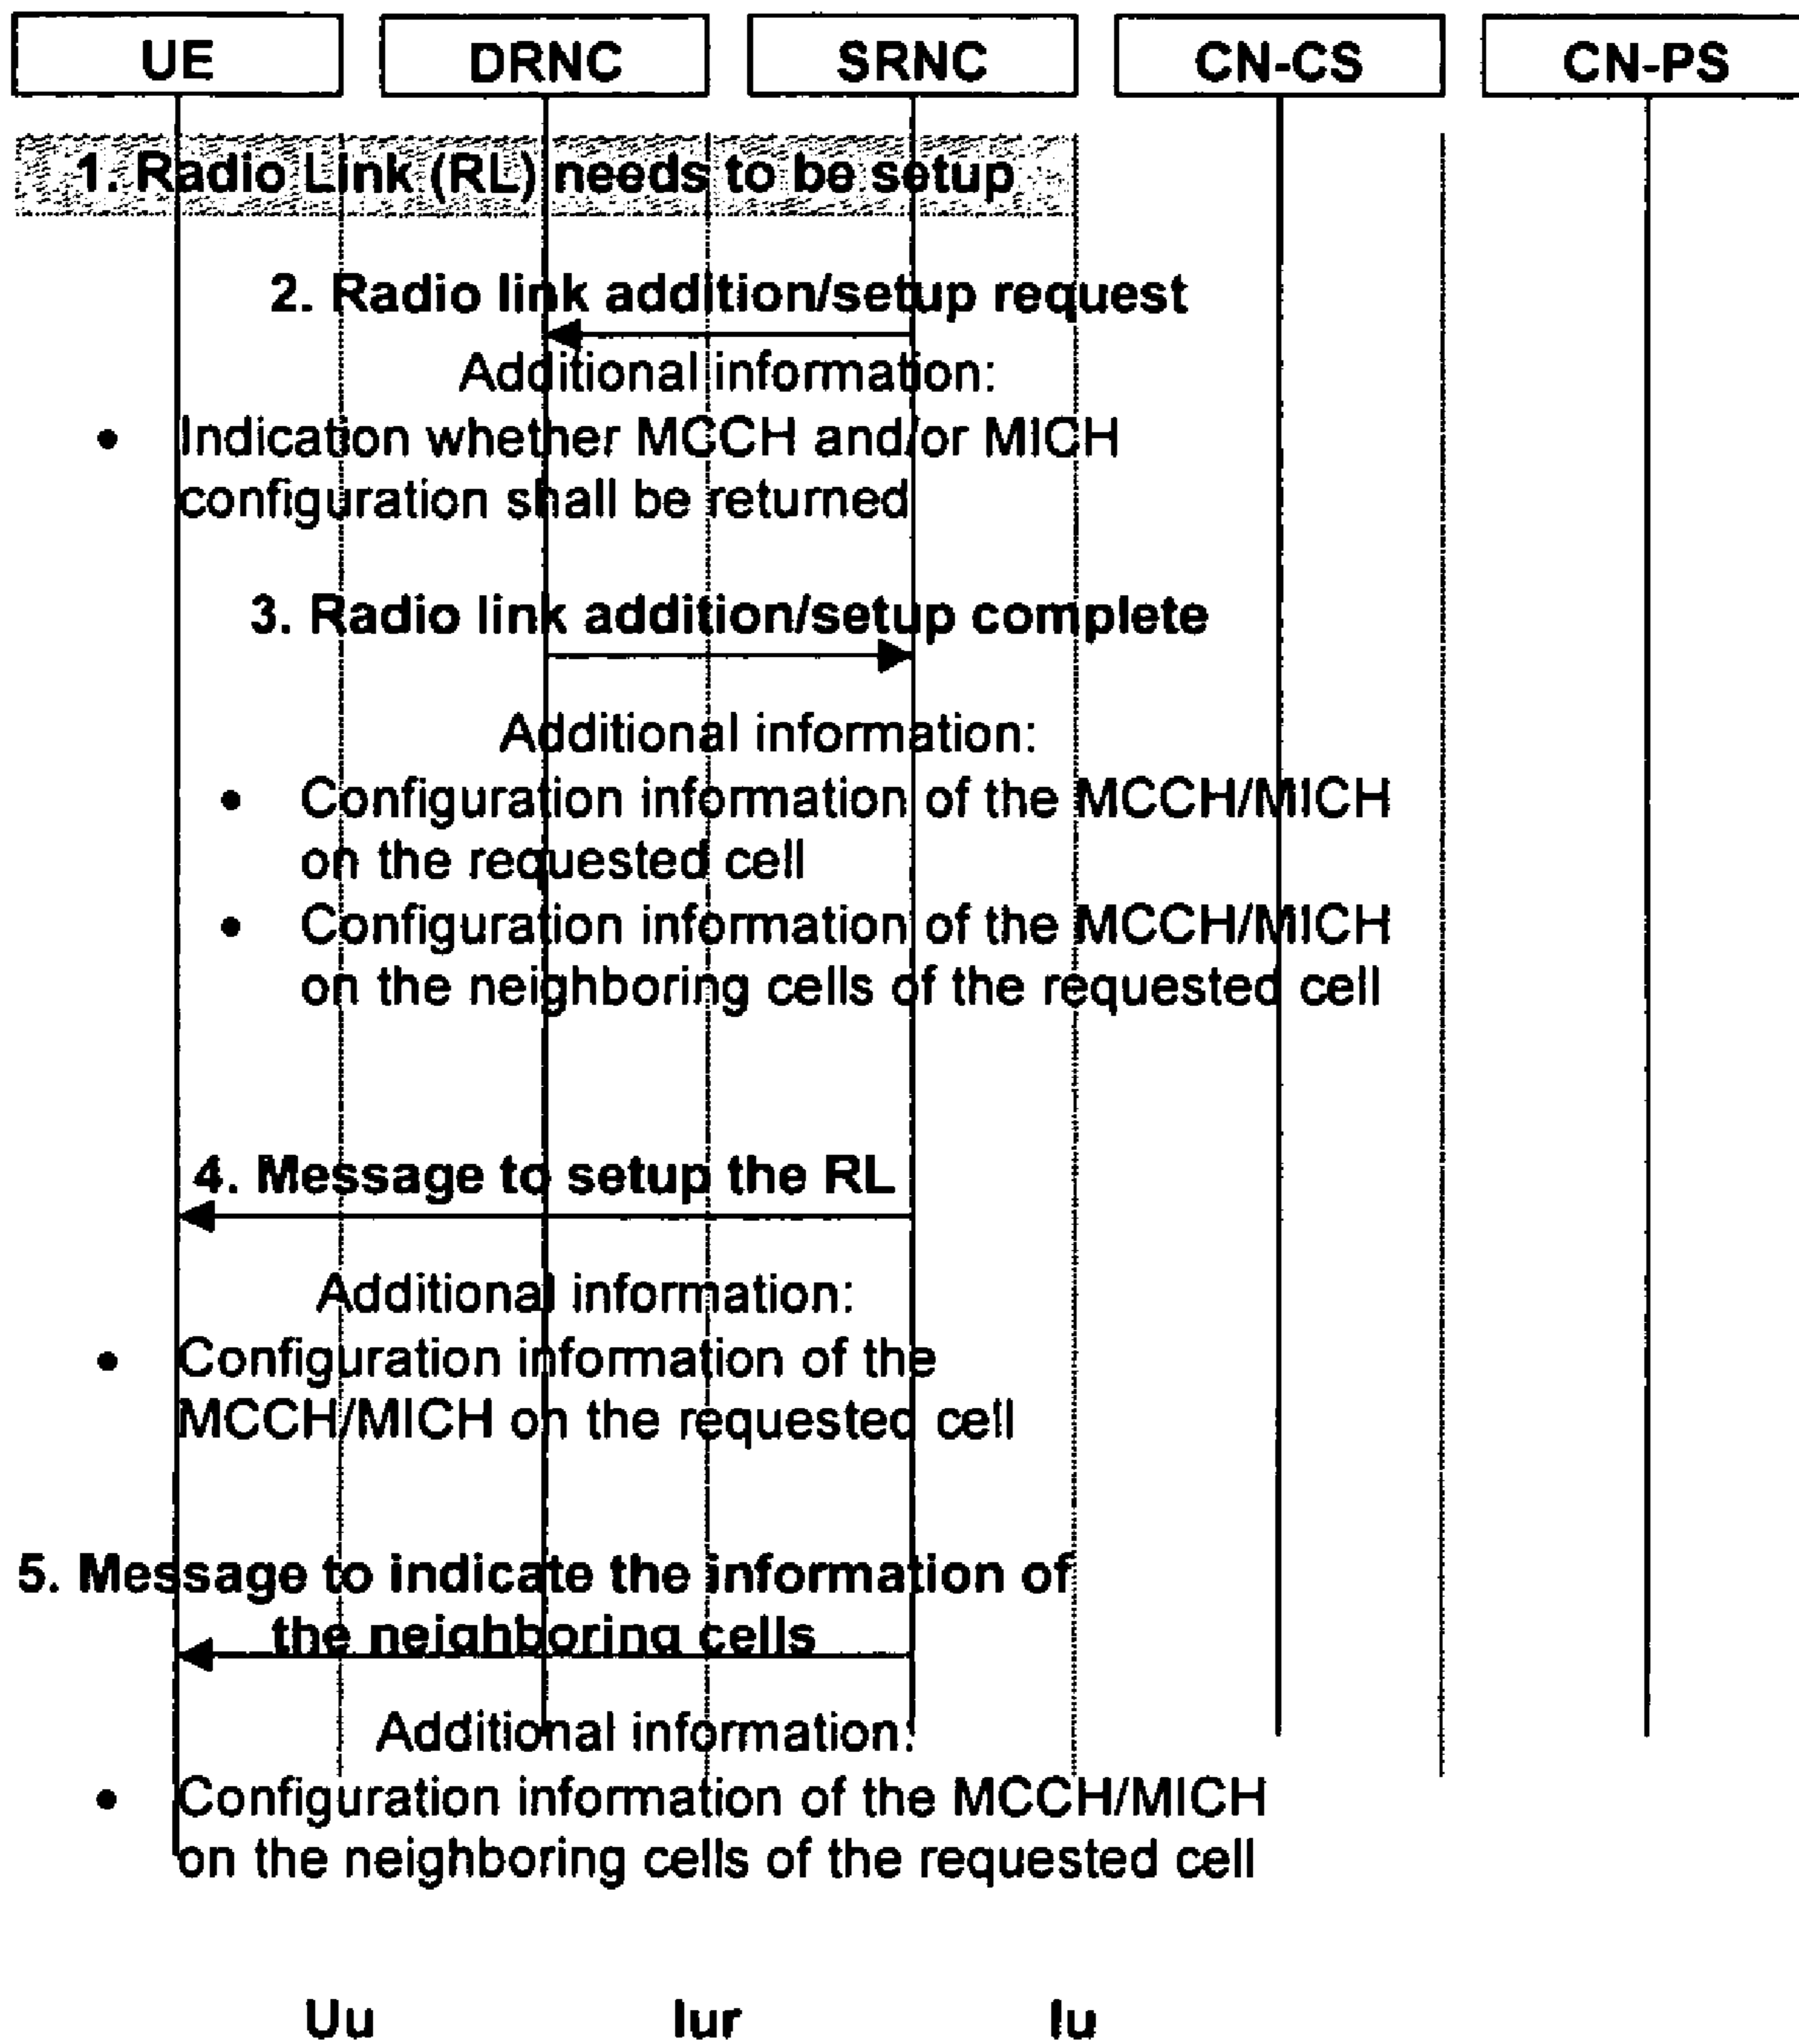 UE DRNC SRNC CN-CS CN-PS
1. Radio Link (RL) needs to be setup
2. Radio link addition/setup request
Additional information:
• Indication whether MCCH and/or MICH
configuration shall be returned
3. Radio link addition/setup complete
Additional information:
• Configuration information of the MCCH/MICH
on the requested cell
• Configuration information of the MCCH/MICH
on the neighboring cells of the requested cell
4. Message to setup the RL
Additional information:
• Configuration information of the
MCCH/MICH on the requested cell
5. Message to indicate the information of
the neighboring cells
Additional information:
• Configuration information of the MCCH/MICH
on the neighboring cells of the requested cell
Uu Iur Iu